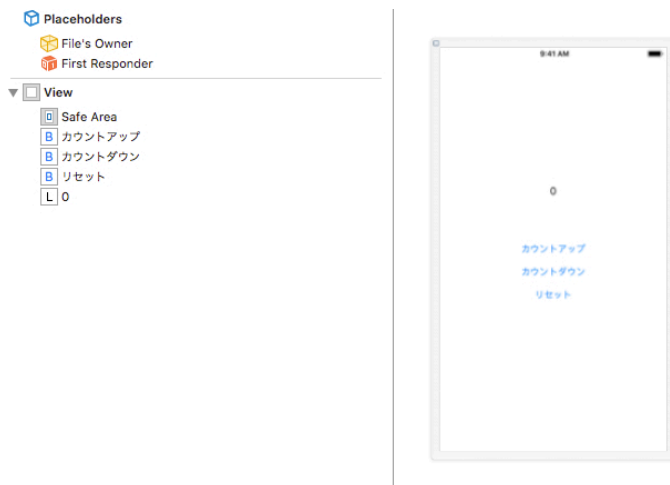 Placeholders
File's Owner
First Responder
View
Safe Area
B カウントアップ
B カウントダウン
B リセット
L 0
9:41 AM
0
カウントアップ
カウントダウン
リセット